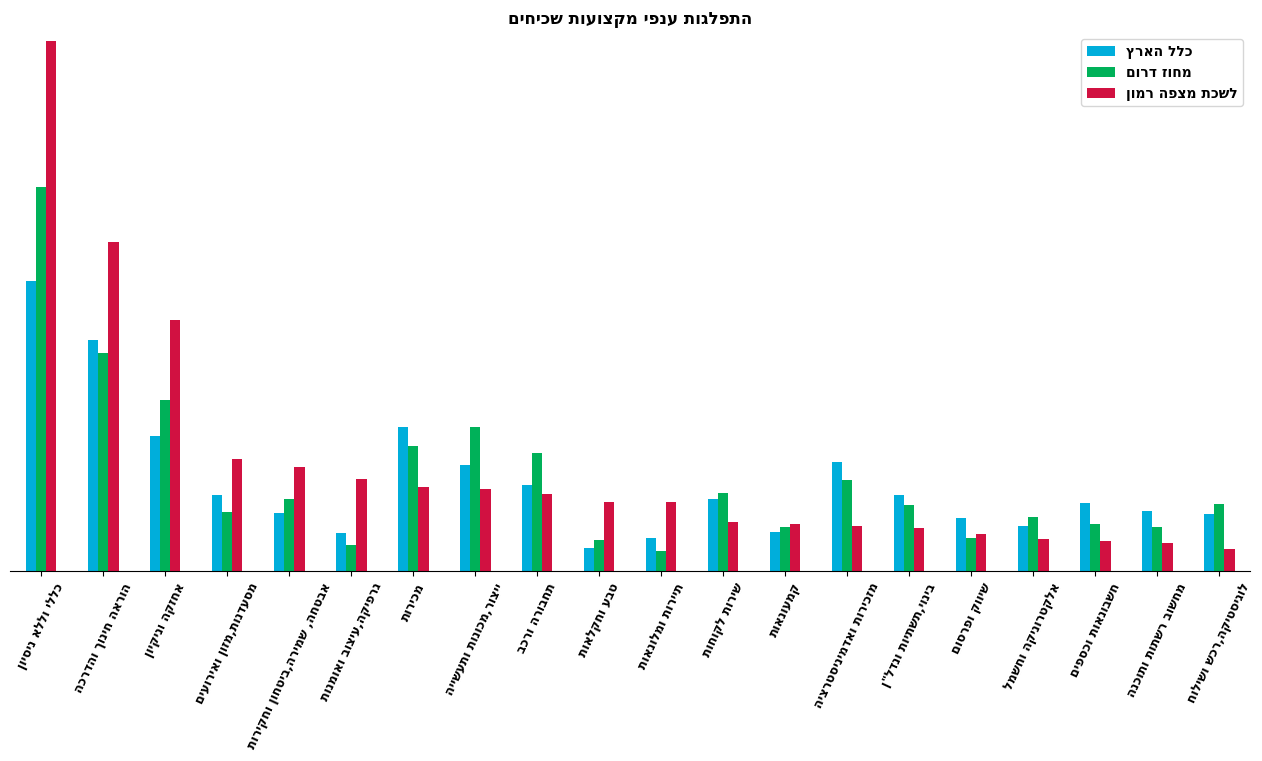 התפלגות ענפי מקצועות שכיחים
כלל הארץ
מחוז דרום
לשכת מצפה רמון
כללי וללא ניסיון
הוראה חינוך והדרכה
אחזקה וניקיון
מסעדנות,מזון ואירועים
אבטחה, שמירה,ביטחון וחקירות
גרפיקה,עיצוב ואומנות
מכירות
ייצור,מכונות ותעשייה
תחבורה ורכב
טבע וחקלאות
תיירות ומלונאות
שירות לקוחות
קמעונאות
מזכירות ואדמיניסטרציה
בינוי,תשתיות ונדל"ן
שיווק ופרסום
אלקטרוניקה וחשמל
חשבונאות וכספים
מחשוב רשתות ותוכנה
לוגיסטיקה,רכש ושילוח